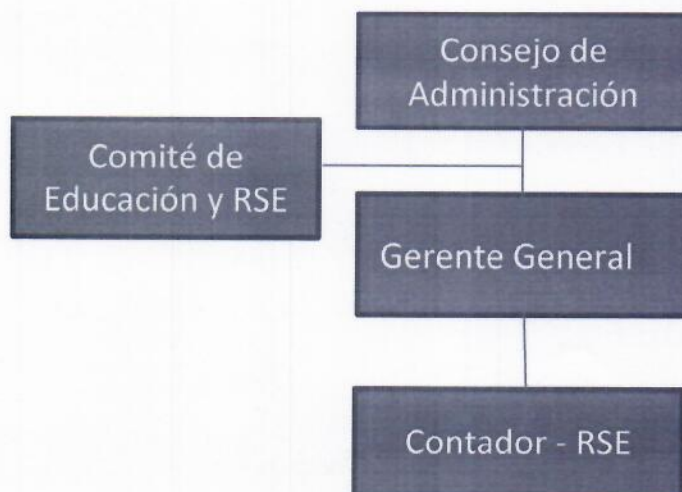 Consejo de
Administración
Comité de
Educación y RSE
Gerente General
Contador - RSE